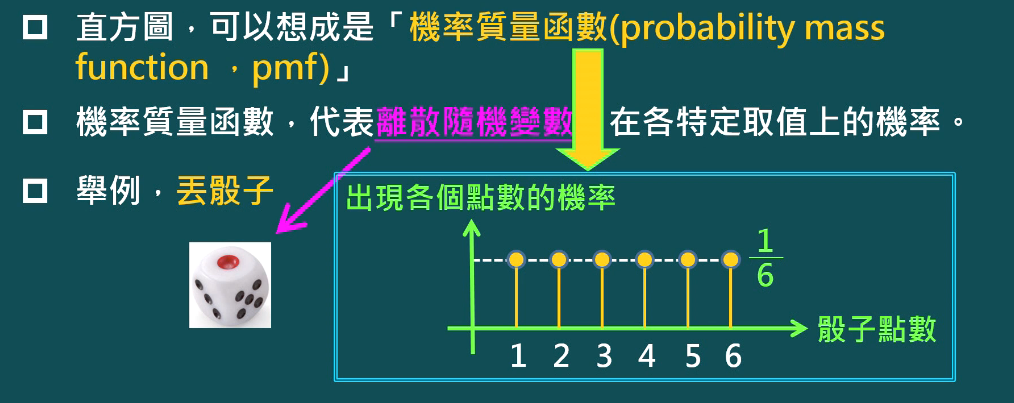 直方圖，可以想成是「機率質量函數(probability mass
function ，pmf)」
機率質量函數，代表離散隨機變數 在各特定取值上的機率。
舉例，丟骰子
出現各個點數的機率
1
6
骰子點數
1 2 3 4 5 6